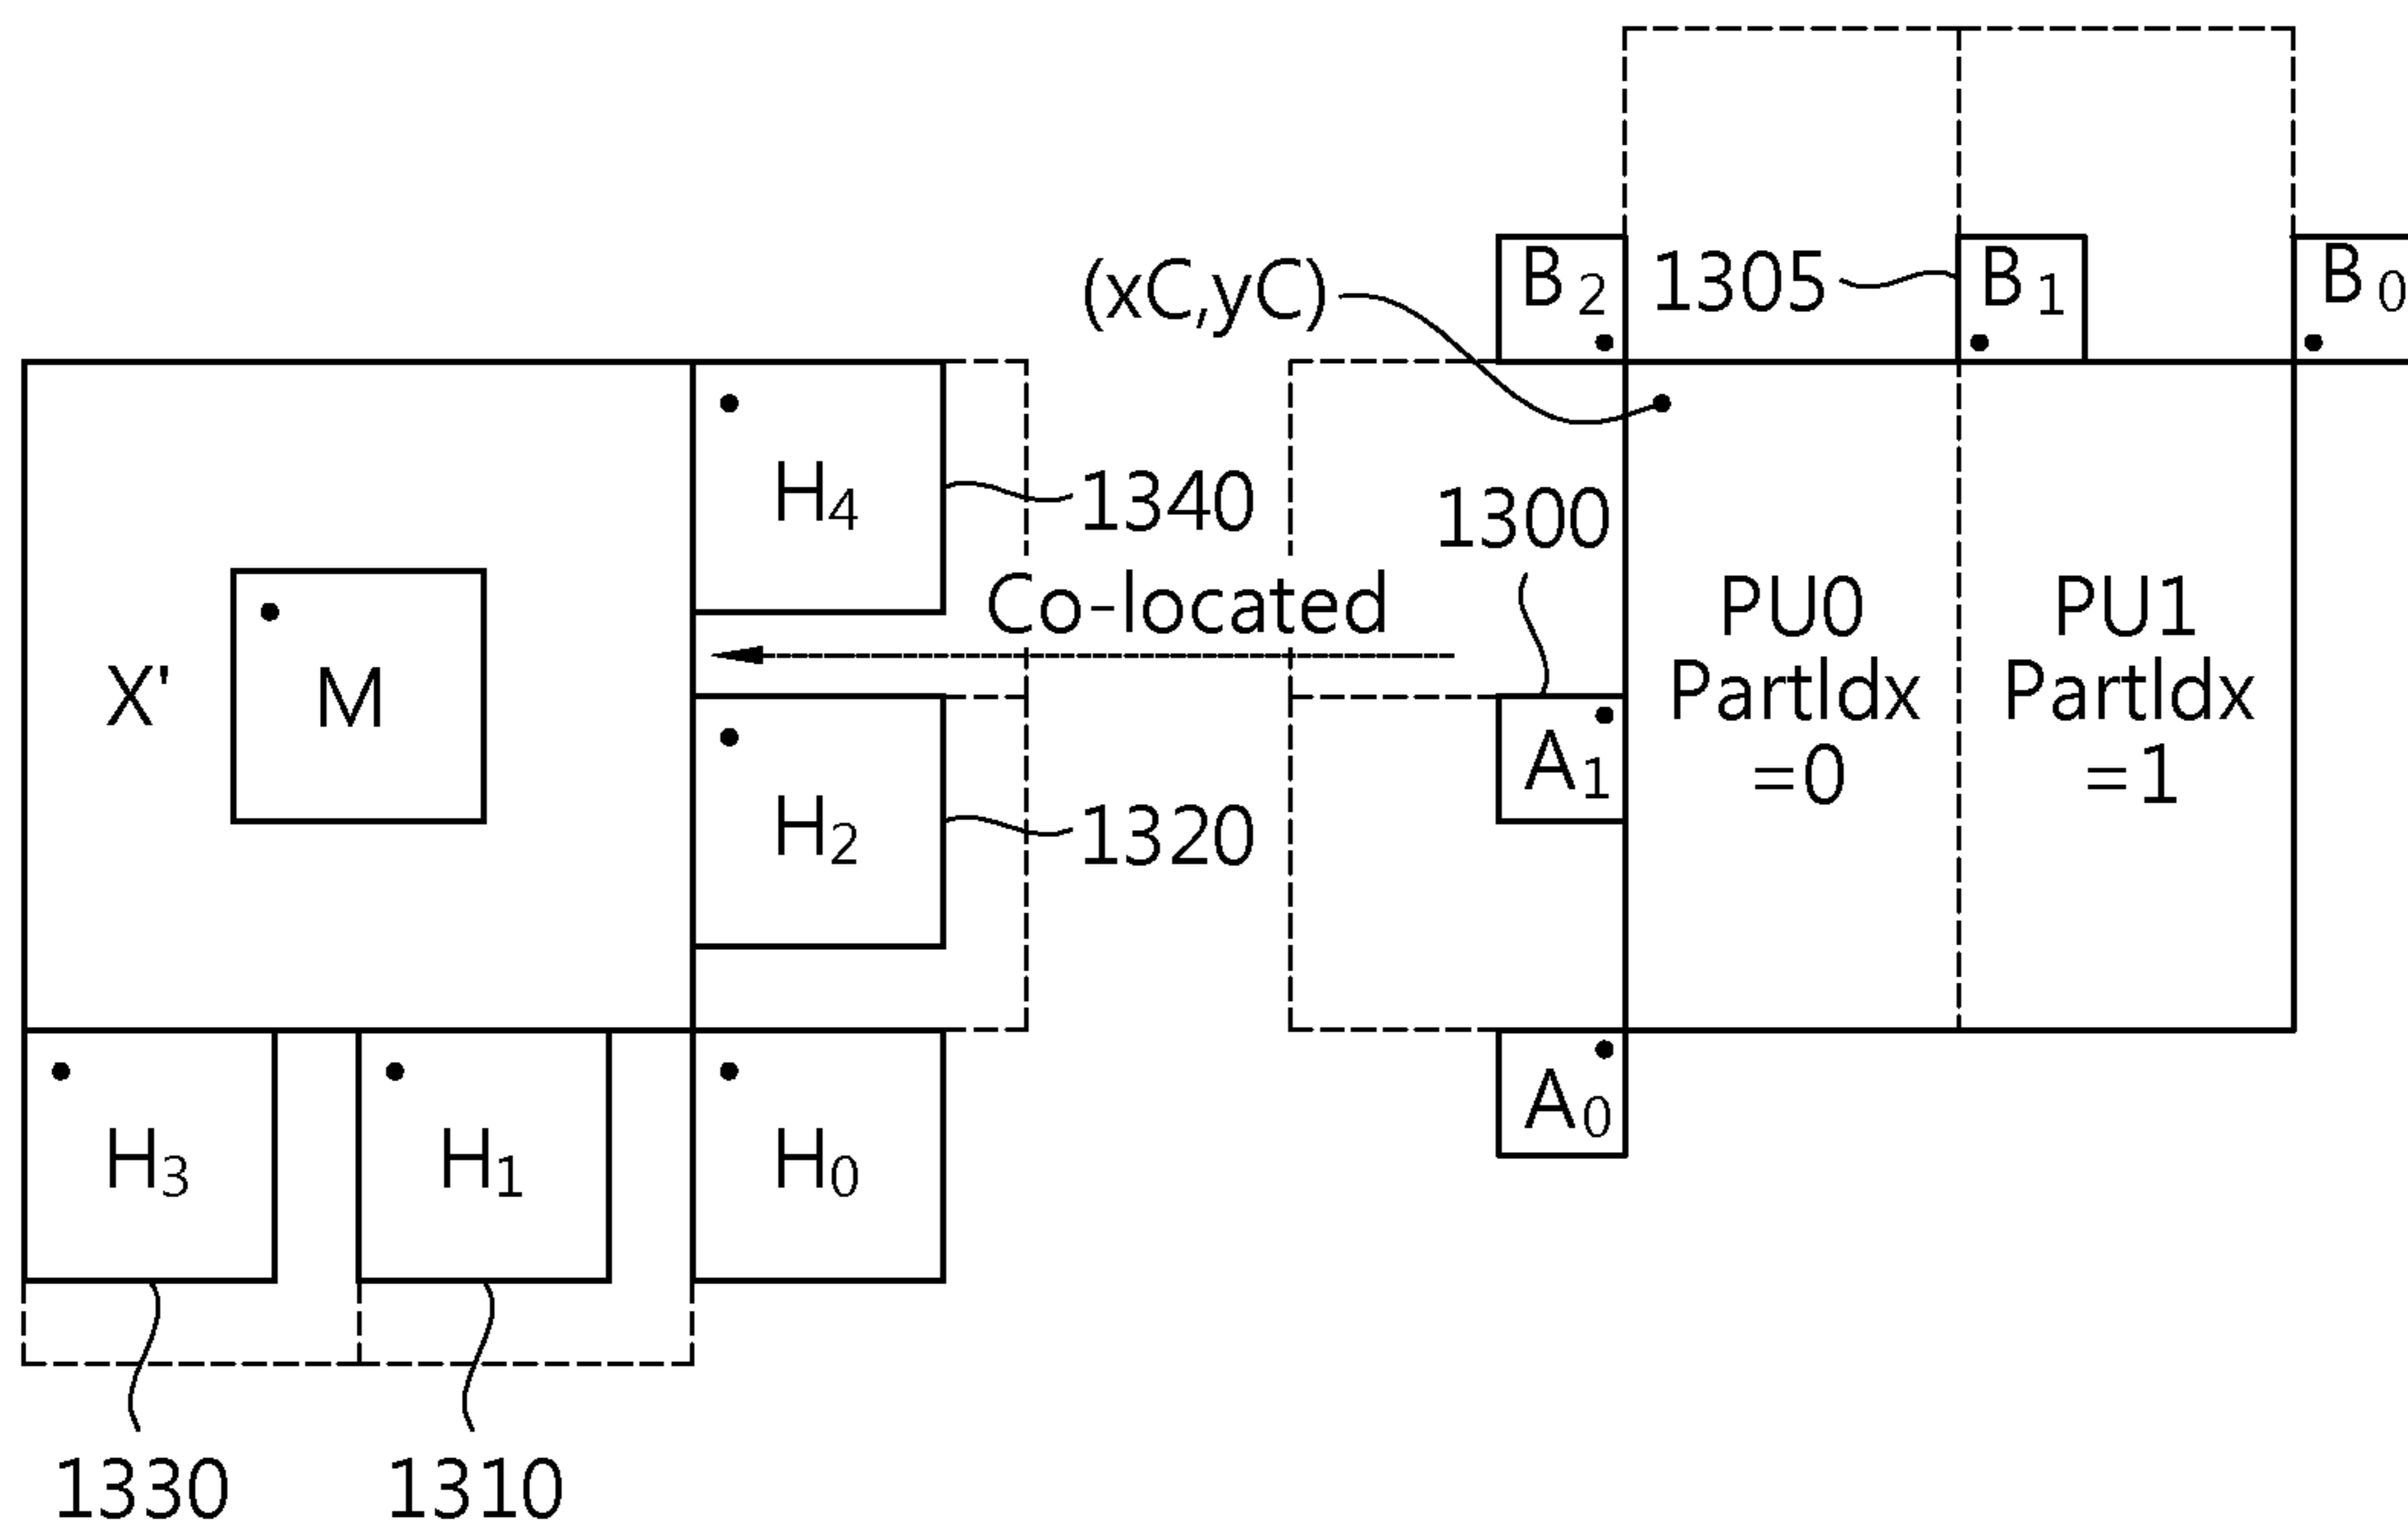 B2
1305
B1
B0
(xC,yC)
H4
1340
1300
Co-located
PU0
PartIdx
=0
PU1
PartIdx
=1
X'
M
A1
H2
1320
A0
H3
H1
H0
1330
1310